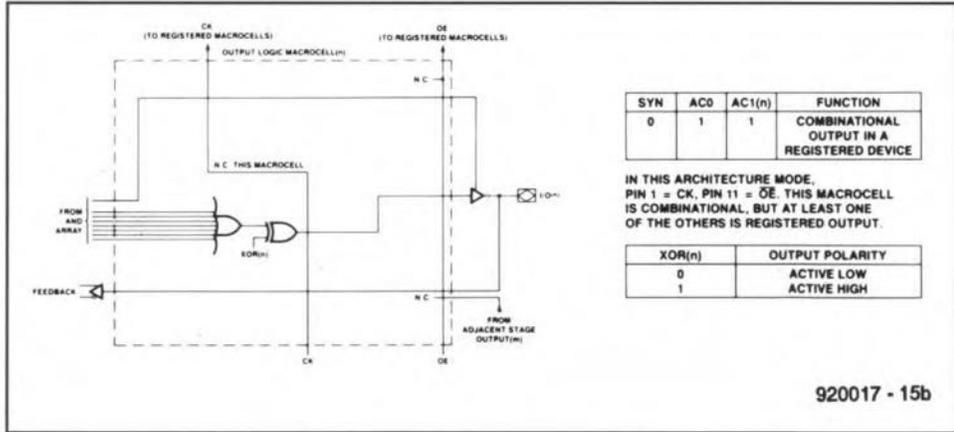 CK
(TO REGISTERED MACROCELLS)
OE
(TO REGISTERED MACROCELLS)
OUTPUT LOGIC MACROCELL(n)
N C
N C THIS MACROCELL
FROM
AND
ARRAY
XOR(n)
I/O(n)
FEEDBACK
N C
FROM
ADJACENT STAGE
OUTPUT(m)
CK
OE
SYN AC0 AC1(n) FUNCTION
0 1 1 COMBINATIONAL
OUTPUT IN A
REGISTERED DEVICE
IN THIS ARCHITECTURE MODE,
PIN 1 = CK, PIN 11 = O̅E̅. THIS MACROCELL
IS COMBINATIONAL, BUT AT LEAST ONE
OF THE OTHERS IS REGISTERED OUTPUT.
XOR(n) OUTPUT POLARITY
0 ACTIVE LOW
1 ACTIVE HIGH
920017 - 15b